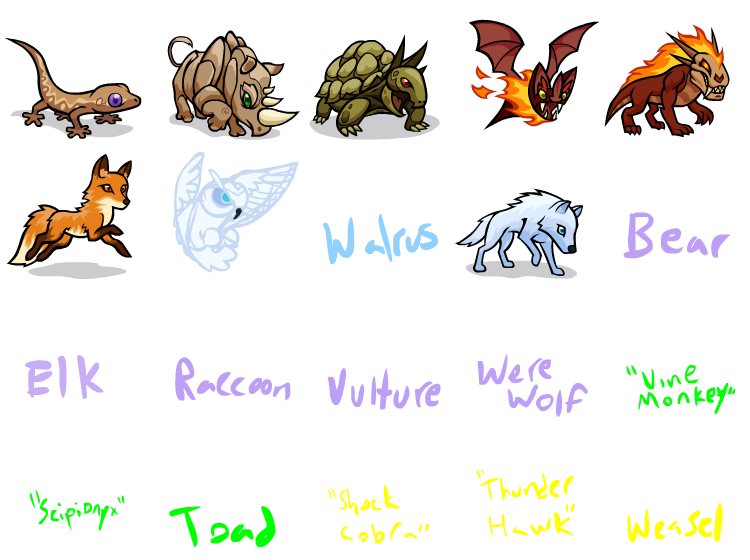 Walrus
Bear
Elk
Raccoon
Vulture
Were
Wolf
"Vine
Monkey"
"Scipionyx"
Toad
"Shock
Cobra"
"Thunder
Hawk"
Weasel